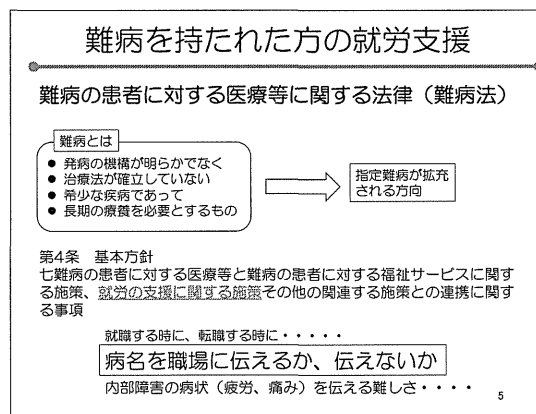 難病を持たれた方の就労支援
難病の患者に対する医療等に関する法律（難病法）
難病とは
● 発病の機構が明らかでなく
● 治療法が確立していない
● 希少な疾病であって
● 長期の療養を必要とするもの
指定難病が拡充
される方向
第4条　基本方針
七難病の患者に対する医療等と難病の患者に対する福祉サービスに関す
る施策、就労の支援に関する施策その他の関連する施策との連携に関す
る事項
就職する時に、転職する時に・・・・・
病名を職場に伝えるか、伝えないか
内部障害の病状（疲労、痛み）を伝える難しさ・・・・
5